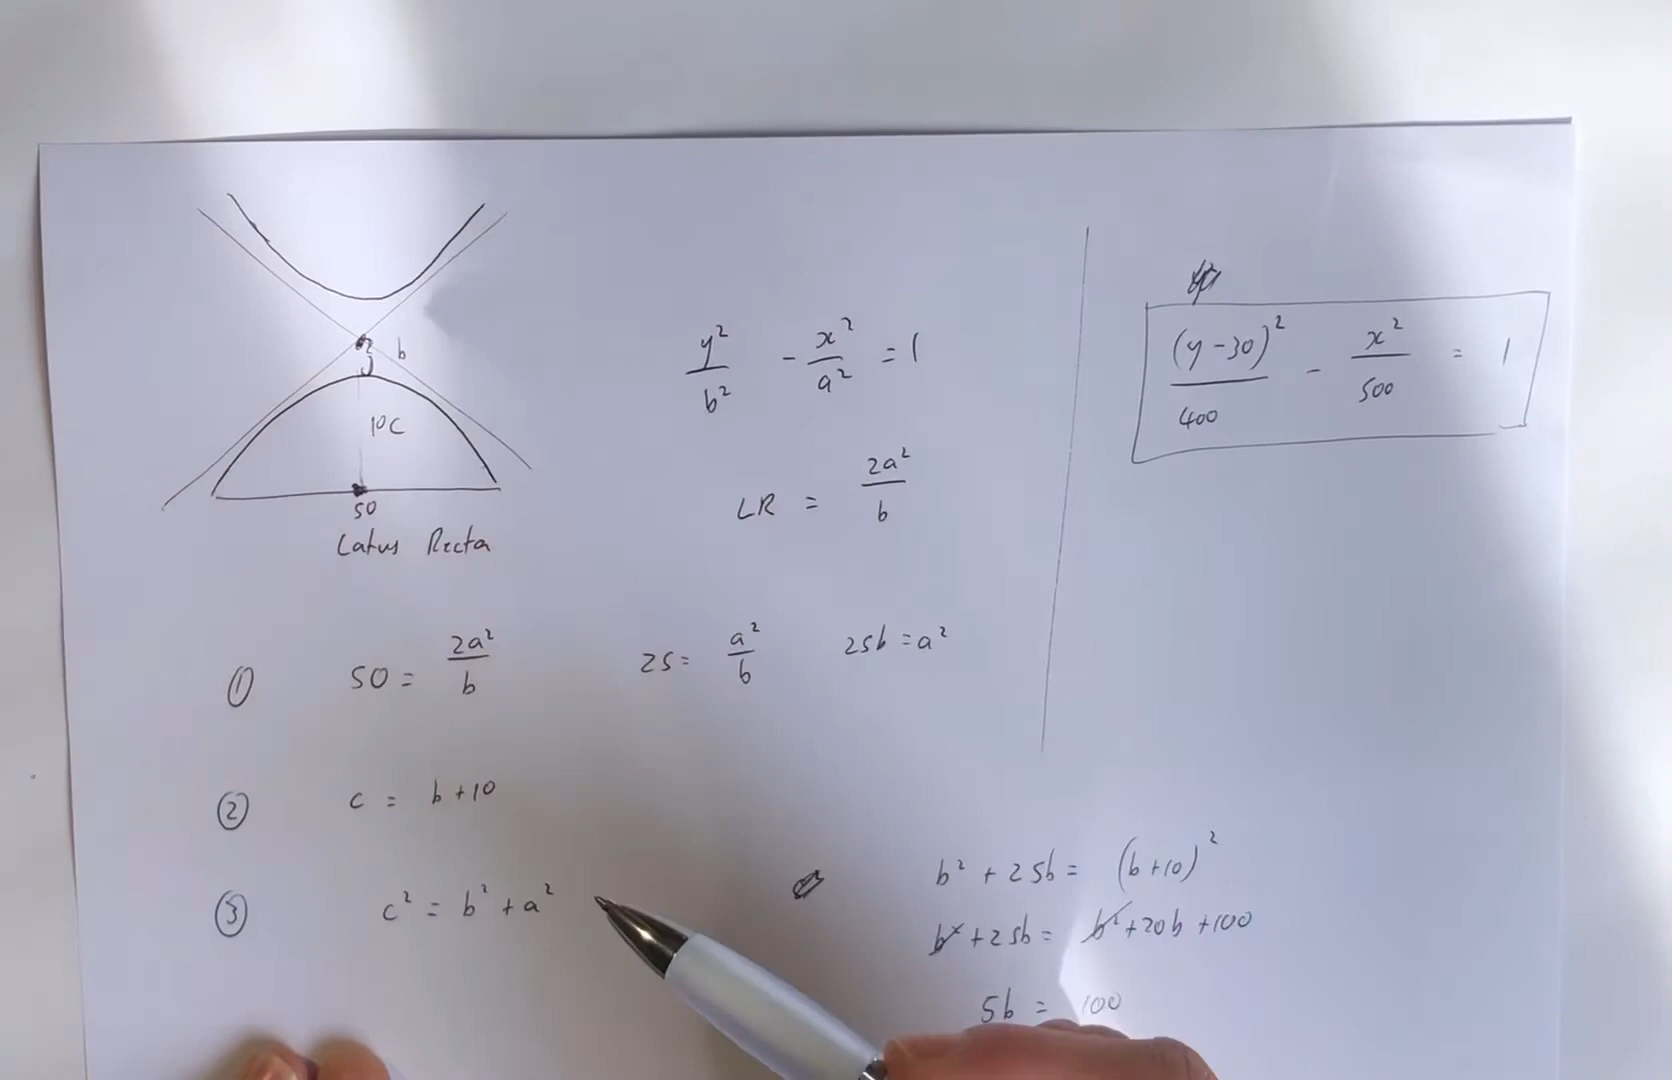 b
10c
50
Latus Recta
y²/b² - x²/a² = 1
LR = 2a²/b
① 50 = 2a²/b 25 = a²/b 25b = a²
② c = b+10
③ c² = b² + a²
(y-30)²/400 - x²/500 = 1
b² + 25b = (b+10)²
b² + 25b = b² + 20b + 100
5b = 100